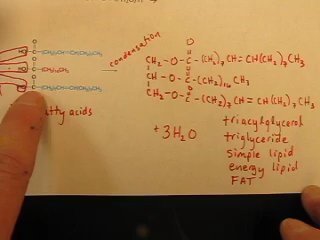 condensation
O
CH₂-O-C-(CH₂)₇CH=CH(CH₂)₇CH₃
CH-O-C-(CH₂)₁₄CH₃
CH₂-O-C-(CH₂)₇CH=CH(CH₂)₇CH₃
fatty acids
+3H₂O
triacylglycerol
triglyceride
simple lipid
energy lipid
FAT